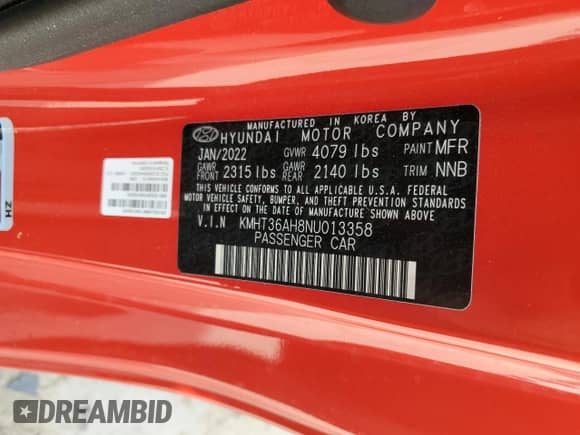 MANUFACTURED IN KOREA BY
HYUNDAI MOTOR COMPANY
JAN/2022 GVWR 4079 lbs PAINT MFR
GAWR FRONT 2315 lbs GAWR REAR 2140 lbs TRIM NNB
THIS VEHICLE CONFORMS TO ALL APPLICABLE U.S.A. FEDERAL
MOTOR VEHICLE SAFETY, BUMPER, AND THEFT PREVENTION STANDARDS
IN EFFECT ON THE DATE OF MANUFACTURE SHOWN ABOVE.
V.I.N KMHT36AH8NU013358
PASSENGER CAR
HZ
DREAMBID